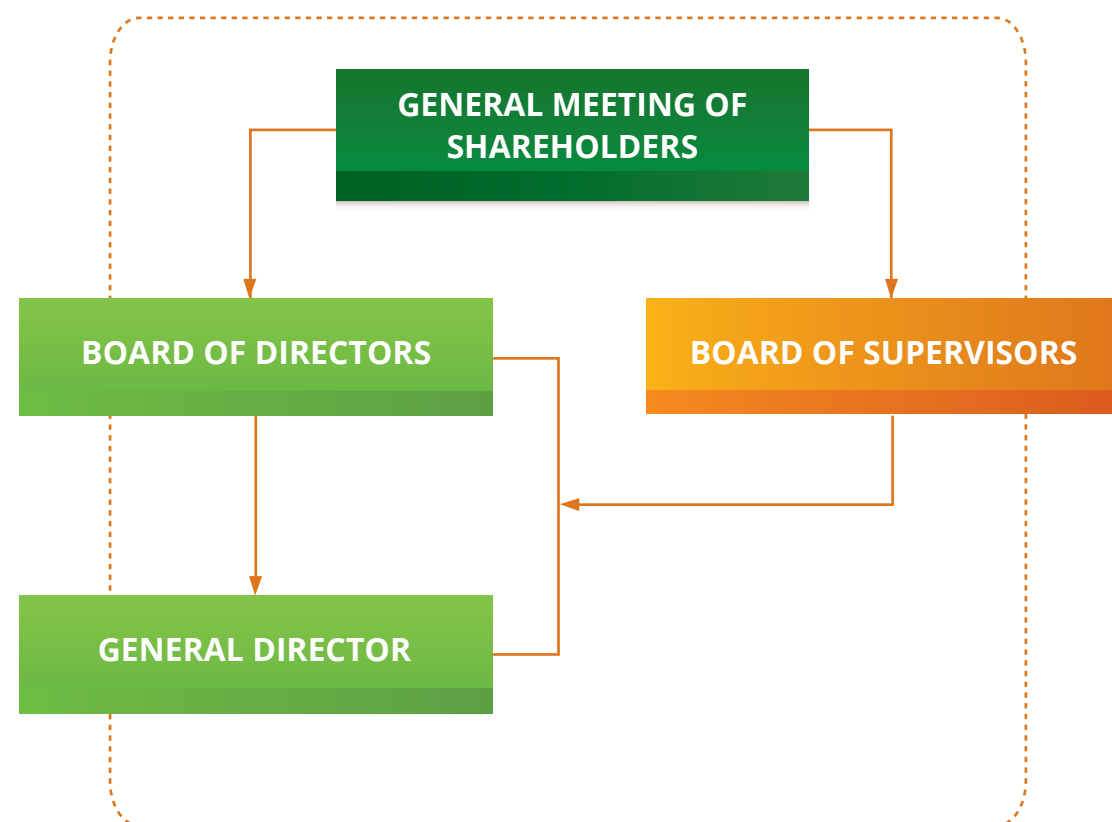 GENERAL MEETING OF
SHAREHOLDERS
BOARD OF DIRECTORS
BOARD OF SUPERVISORS
GENERAL DIRECTOR